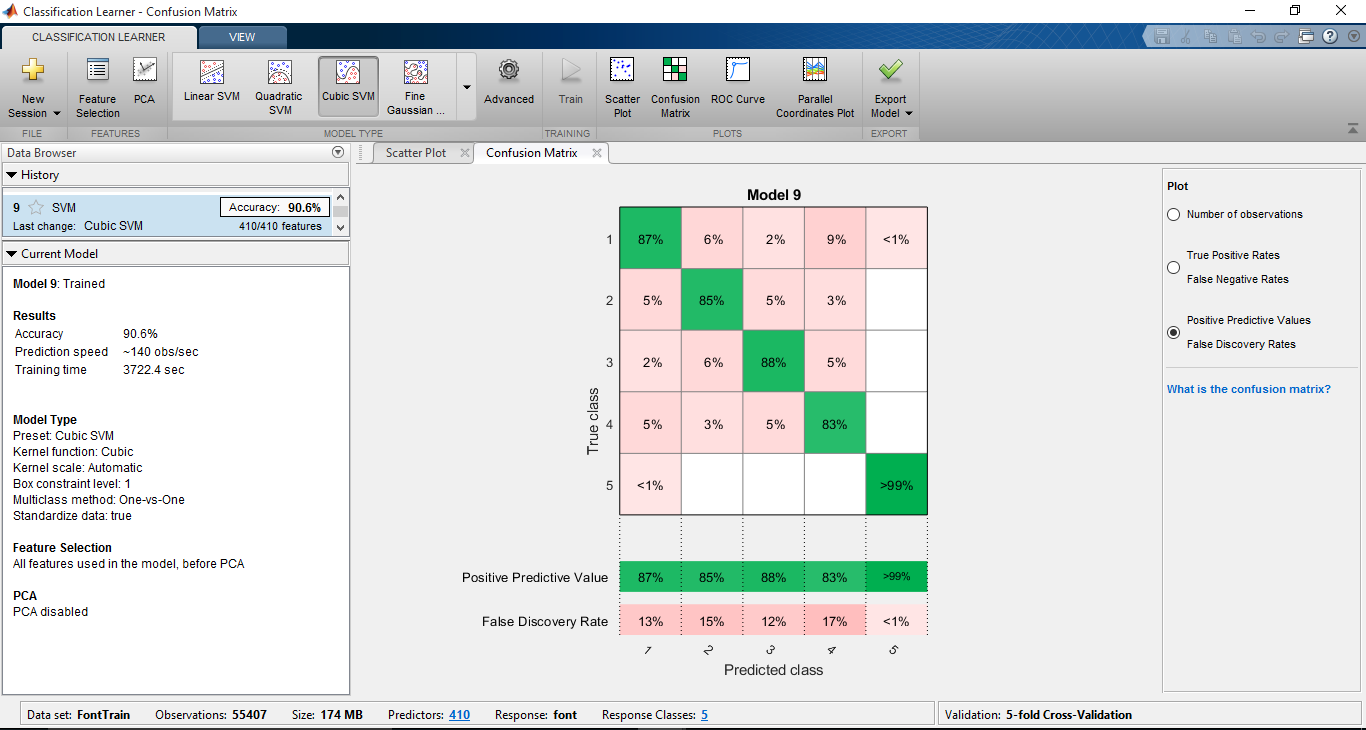 Classification Learner - Confusion Matrix
CLASSIFICATION LEARNER VIEW
New Session
Feature Selection
PCA
Linear SVM
Quadratic SVM
Cubic SVM
Fine Gaussian ...
Advanced
Train
Scatter Plot
Confusion Matrix
ROC Curve
Parallel Coordinates Plot
Export Model
FILE FEATURES MODEL TYPE TRAINING PLOTS EXPORT
Data Browser
Scatter Plot Confusion Matrix
History
9 SVM Accuracy: 90.6%
Last change: Cubic SVM 410/410 features
Current Model
Model 9: Trained
Results
Accuracy 90.6%
Prediction speed ~140 obs/sec
Training time 3722.4 sec
Model Type
Preset: Cubic SVM
Kernel function: Cubic
Kernel scale: Automatic
Box constraint level: 1
Multiclass method: One-vs-One
Standardize data: true
Feature Selection
All features used in the model, before PCA
PCA
PCA disabled
Model 9
1 87% 6% 2% 9% <1%
2 5% 85% 5% 3%
3 2% 6% 88% 5%
True class
4 5% 3% 5% 83%
5 <1% >99%
Positive Predictive Value 87% 85% 88% 83% >99%
False Discovery Rate 13% 15% 12% 17% <1%
1 2 3 4 5
Predicted class
Plot
Number of observations
True Positive Rates
False Negative Rates
Positive Predictive Values
False Discovery Rates
What is the confusion matrix?
Data set: FontTrain Observations: 55407 Size: 174 MB Predictors: 410 Response: font Response Classes: 5
Validation: 5-fold Cross-Validation